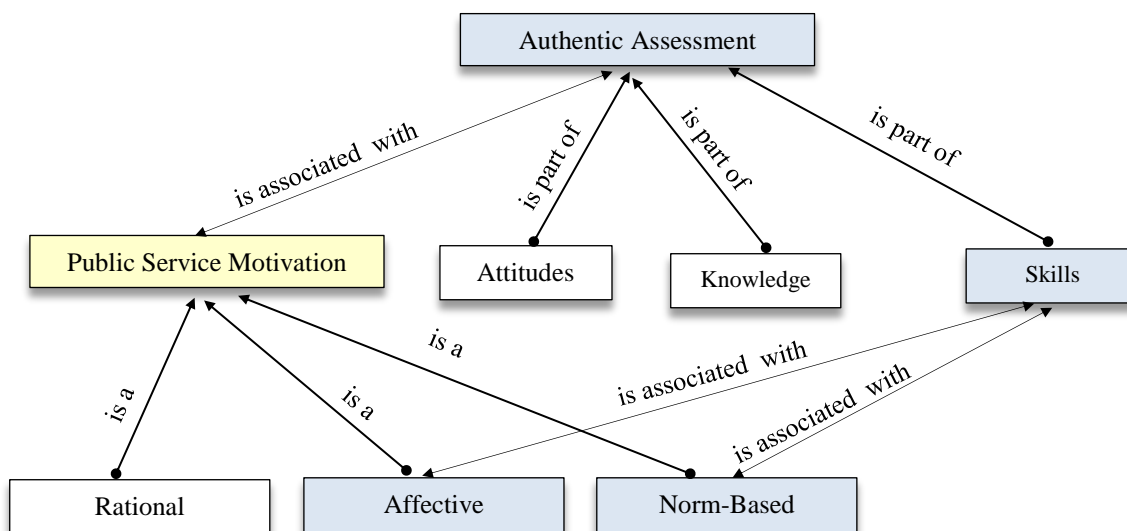 Authentic Assessment
is associated  with
is part of
is part of
is part of
Public Service Motivation
Attitudes
Knowledge
Skills
is a
is a
is a
is associated  with
is associated  with
Rational
Affective
Norm-Based